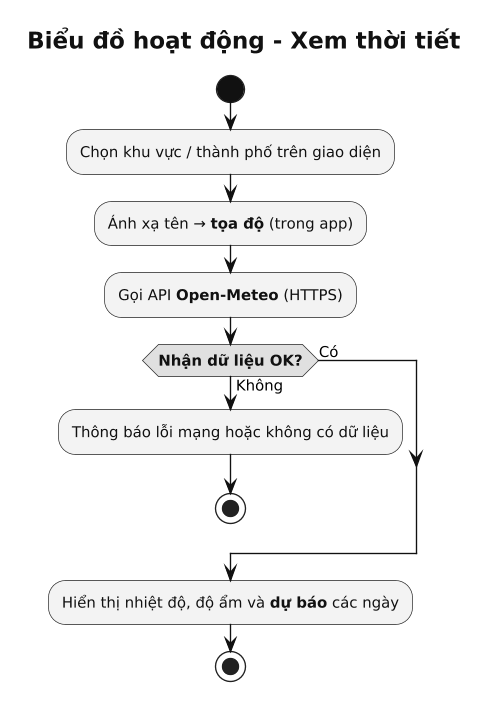 Biểu đồ hoạt động - Xem thời tiết
Chọn khu vực / thành phố trên giao diện
Ánh xạ tên → tọa độ (trong app)
Gọi API Open-Meteo (HTTPS)
Nhận dữ liệu OK?
Có
Không
Thông báo lỗi mạng hoặc không có dữ liệu
Hiển thị nhiệt độ, độ ẩm và dự báo các ngày